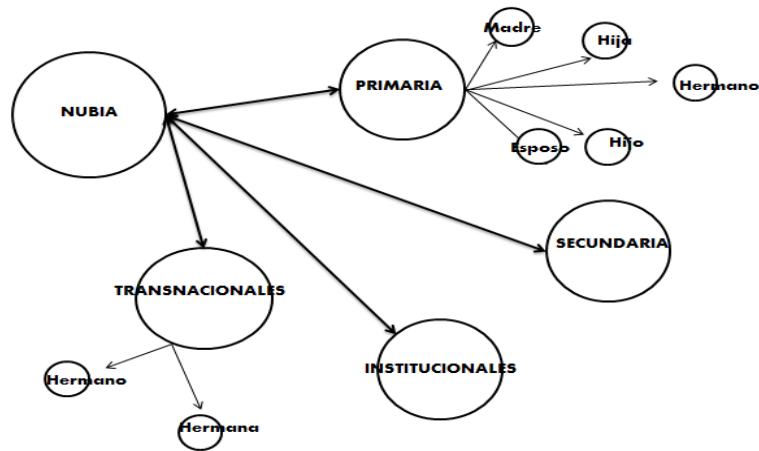 Madre
Hija
NUBIA
PRIMARIA
Hermano
Esposo
Hijo
SECUNDARIA
TRANSNACIONALES
INSTITUCIONALES
Hermano
Hermana